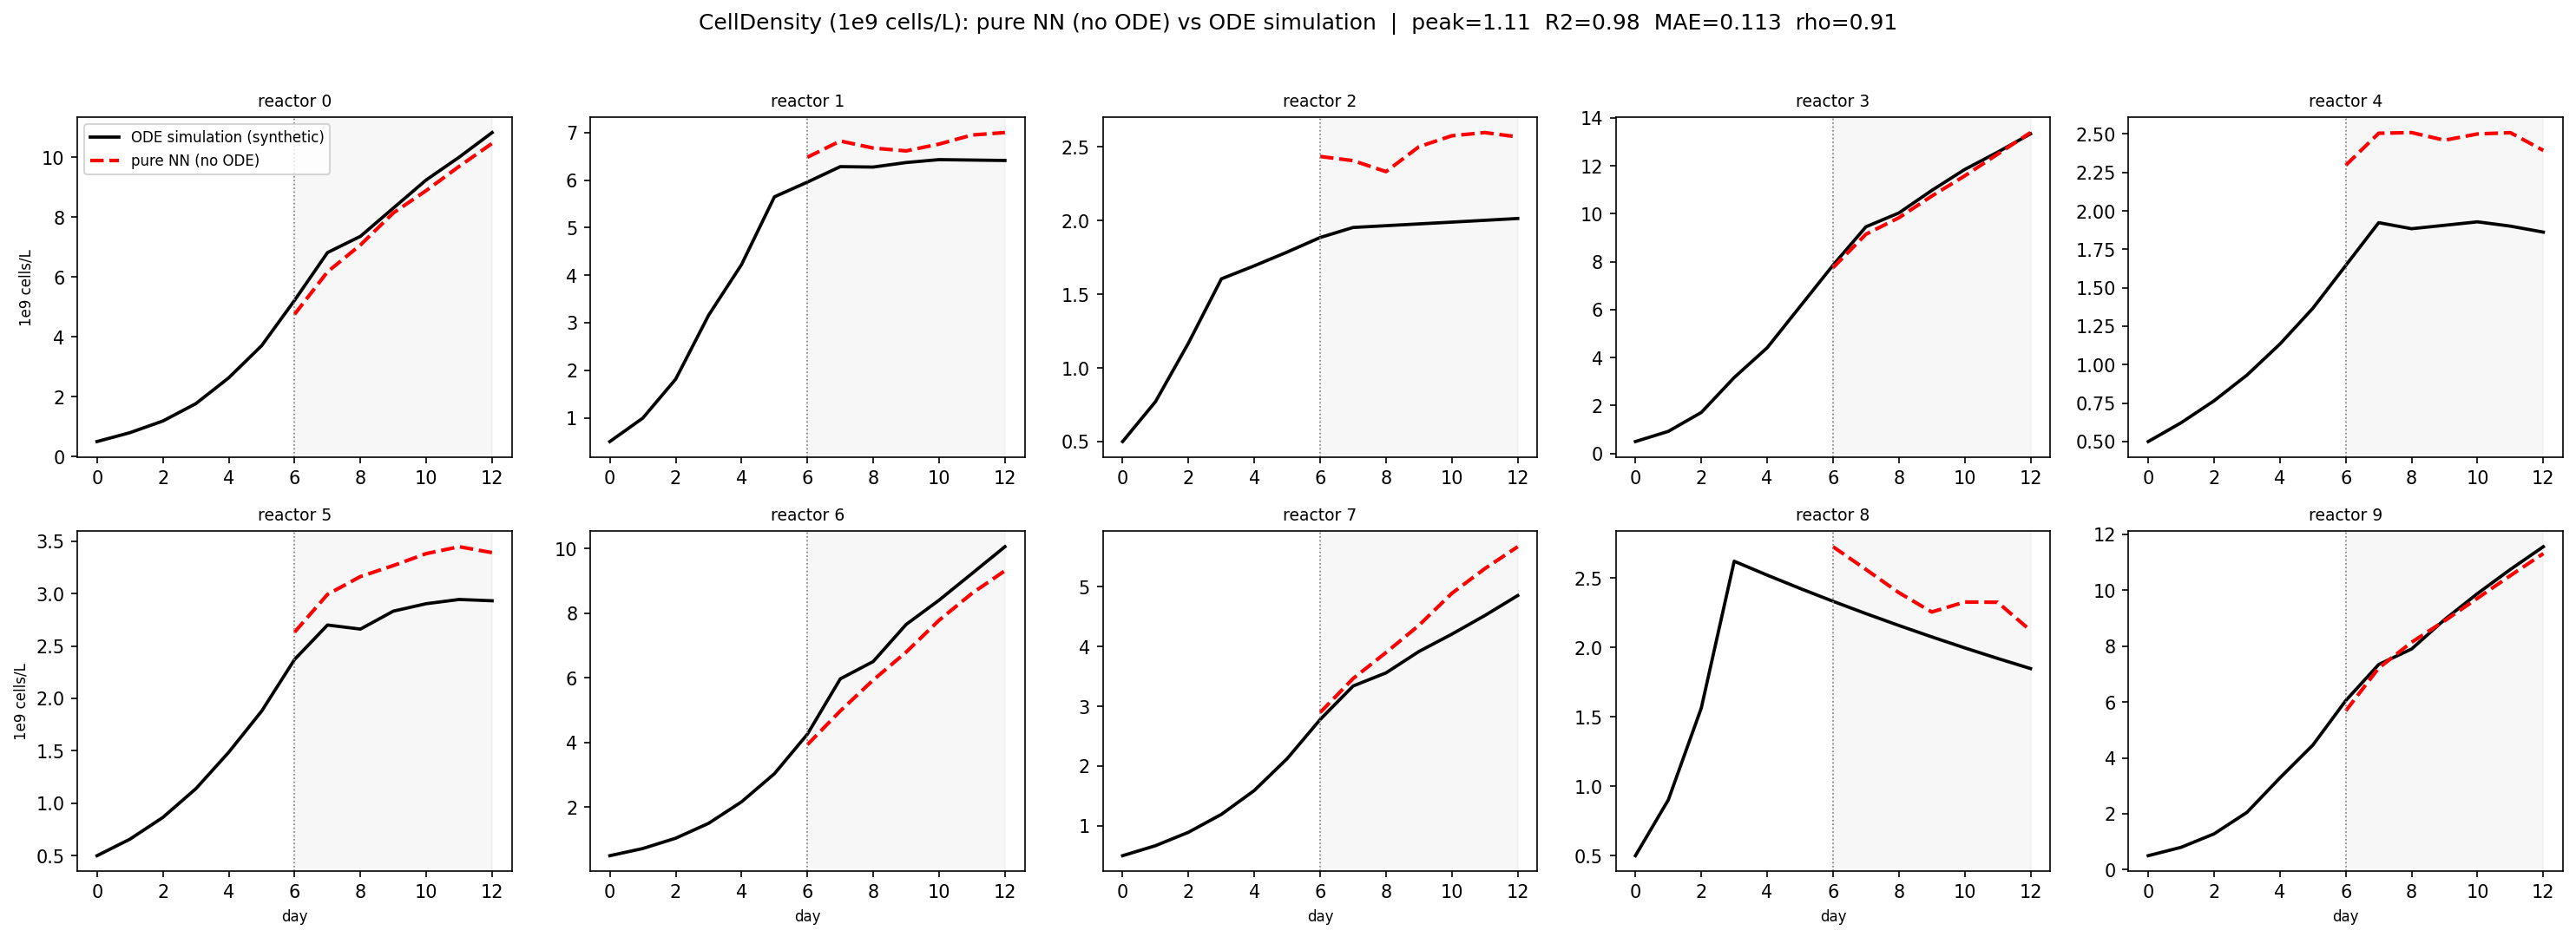 CellDensity (1e9 cells/L): pure NN (no ODE) vs ODE simulation | peak=1.11 R2=0.98 MAE=0.113 rho=0.91
reactor 0
ODE simulation (synthetic)
pure NN (no ODE)
1e9 cells/L
10
8
6
4
2
0
0 2 4 6 8 10 12
reactor 1
7
6
5
4
3
2
1
0 2 4 6 8 10 12
reactor 2
2.5
2.0
1.5
1.0
0.5
0 2 4 6 8 10 12
reactor 3
14
12
10
8
6
4
2
0
0 2 4 6 8 10 12
reactor 4
2.50
2.25
2.00
1.75
1.50
1.25
1.00
0.75
0.50
0 2 4 6 8 10 12
reactor 5
1e9 cells/L
3.5
3.0
2.5
2.0
1.5
1.0
0.5
0 2 4 6 8 10 12
day
reactor 6
10
8
6
4
2
0 2 4 6 8 10 12
day
reactor 7
5
4
3
2
1
0 2 4 6 8 10 12
day
reactor 8
2.5
2.0
1.5
1.0
0.5
0 2 4 6 8 10 12
day
reactor 9
12
10
8
6
4
2
0
0 2 4 6 8 10 12
day